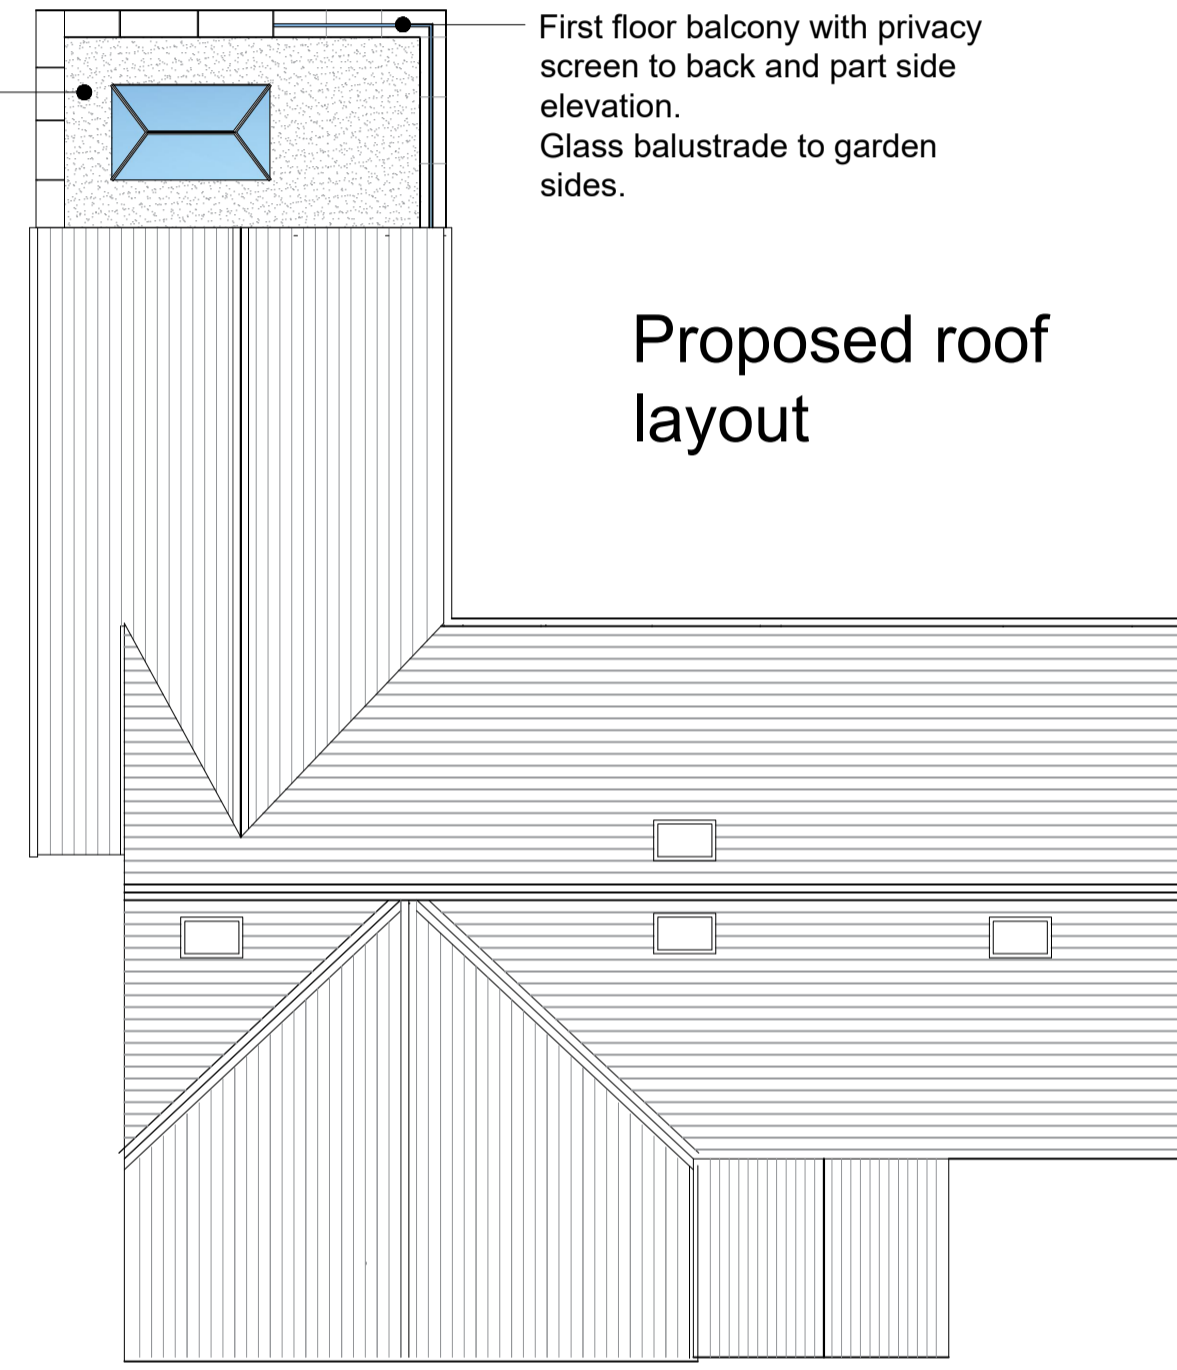 First floor balcony with privacy
screen to back and part side
elevation.
Glass balustrade to garden
sides.
Proposed roof
layout